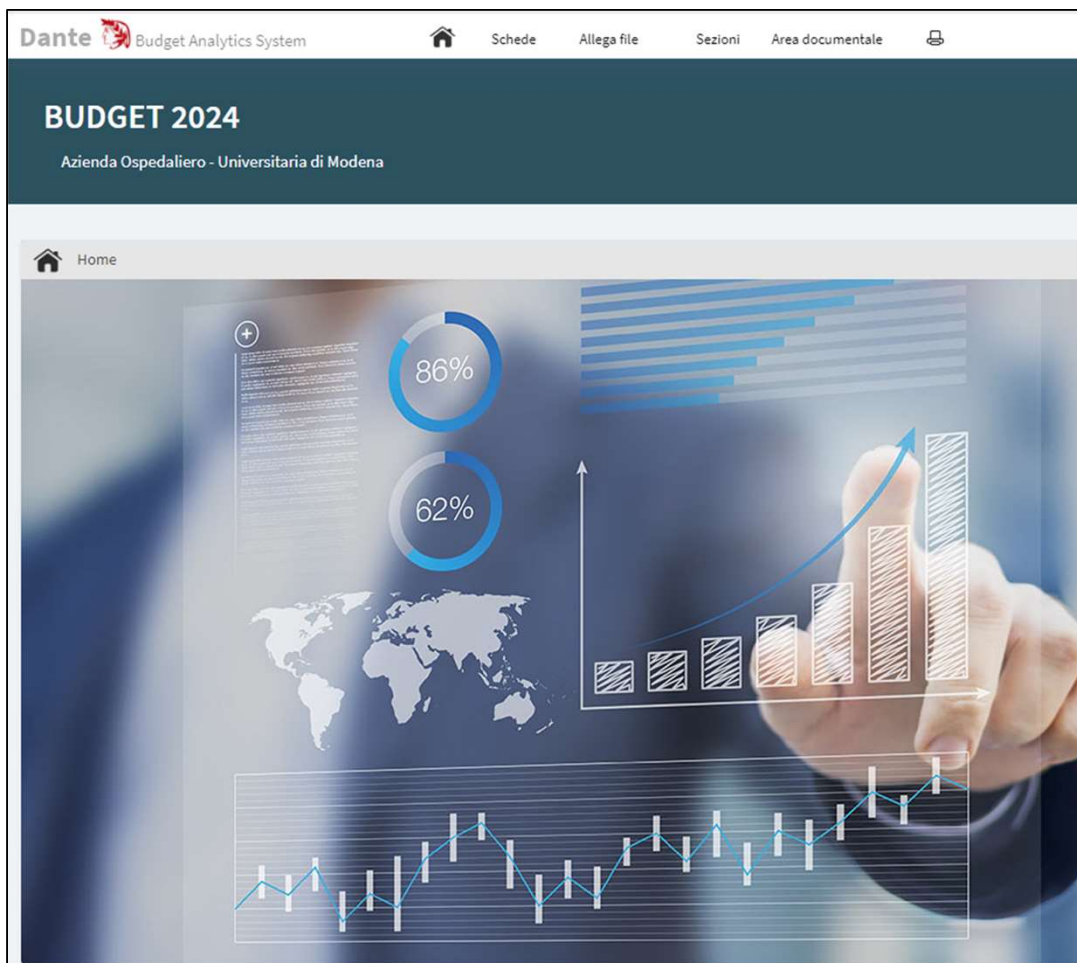 Dante Budget Analytics System
Schede Allega file Sezioni Area documentale
BUDGET 2024
Azienda Ospedaliero - Universitaria di Modena
Home
86%
62%